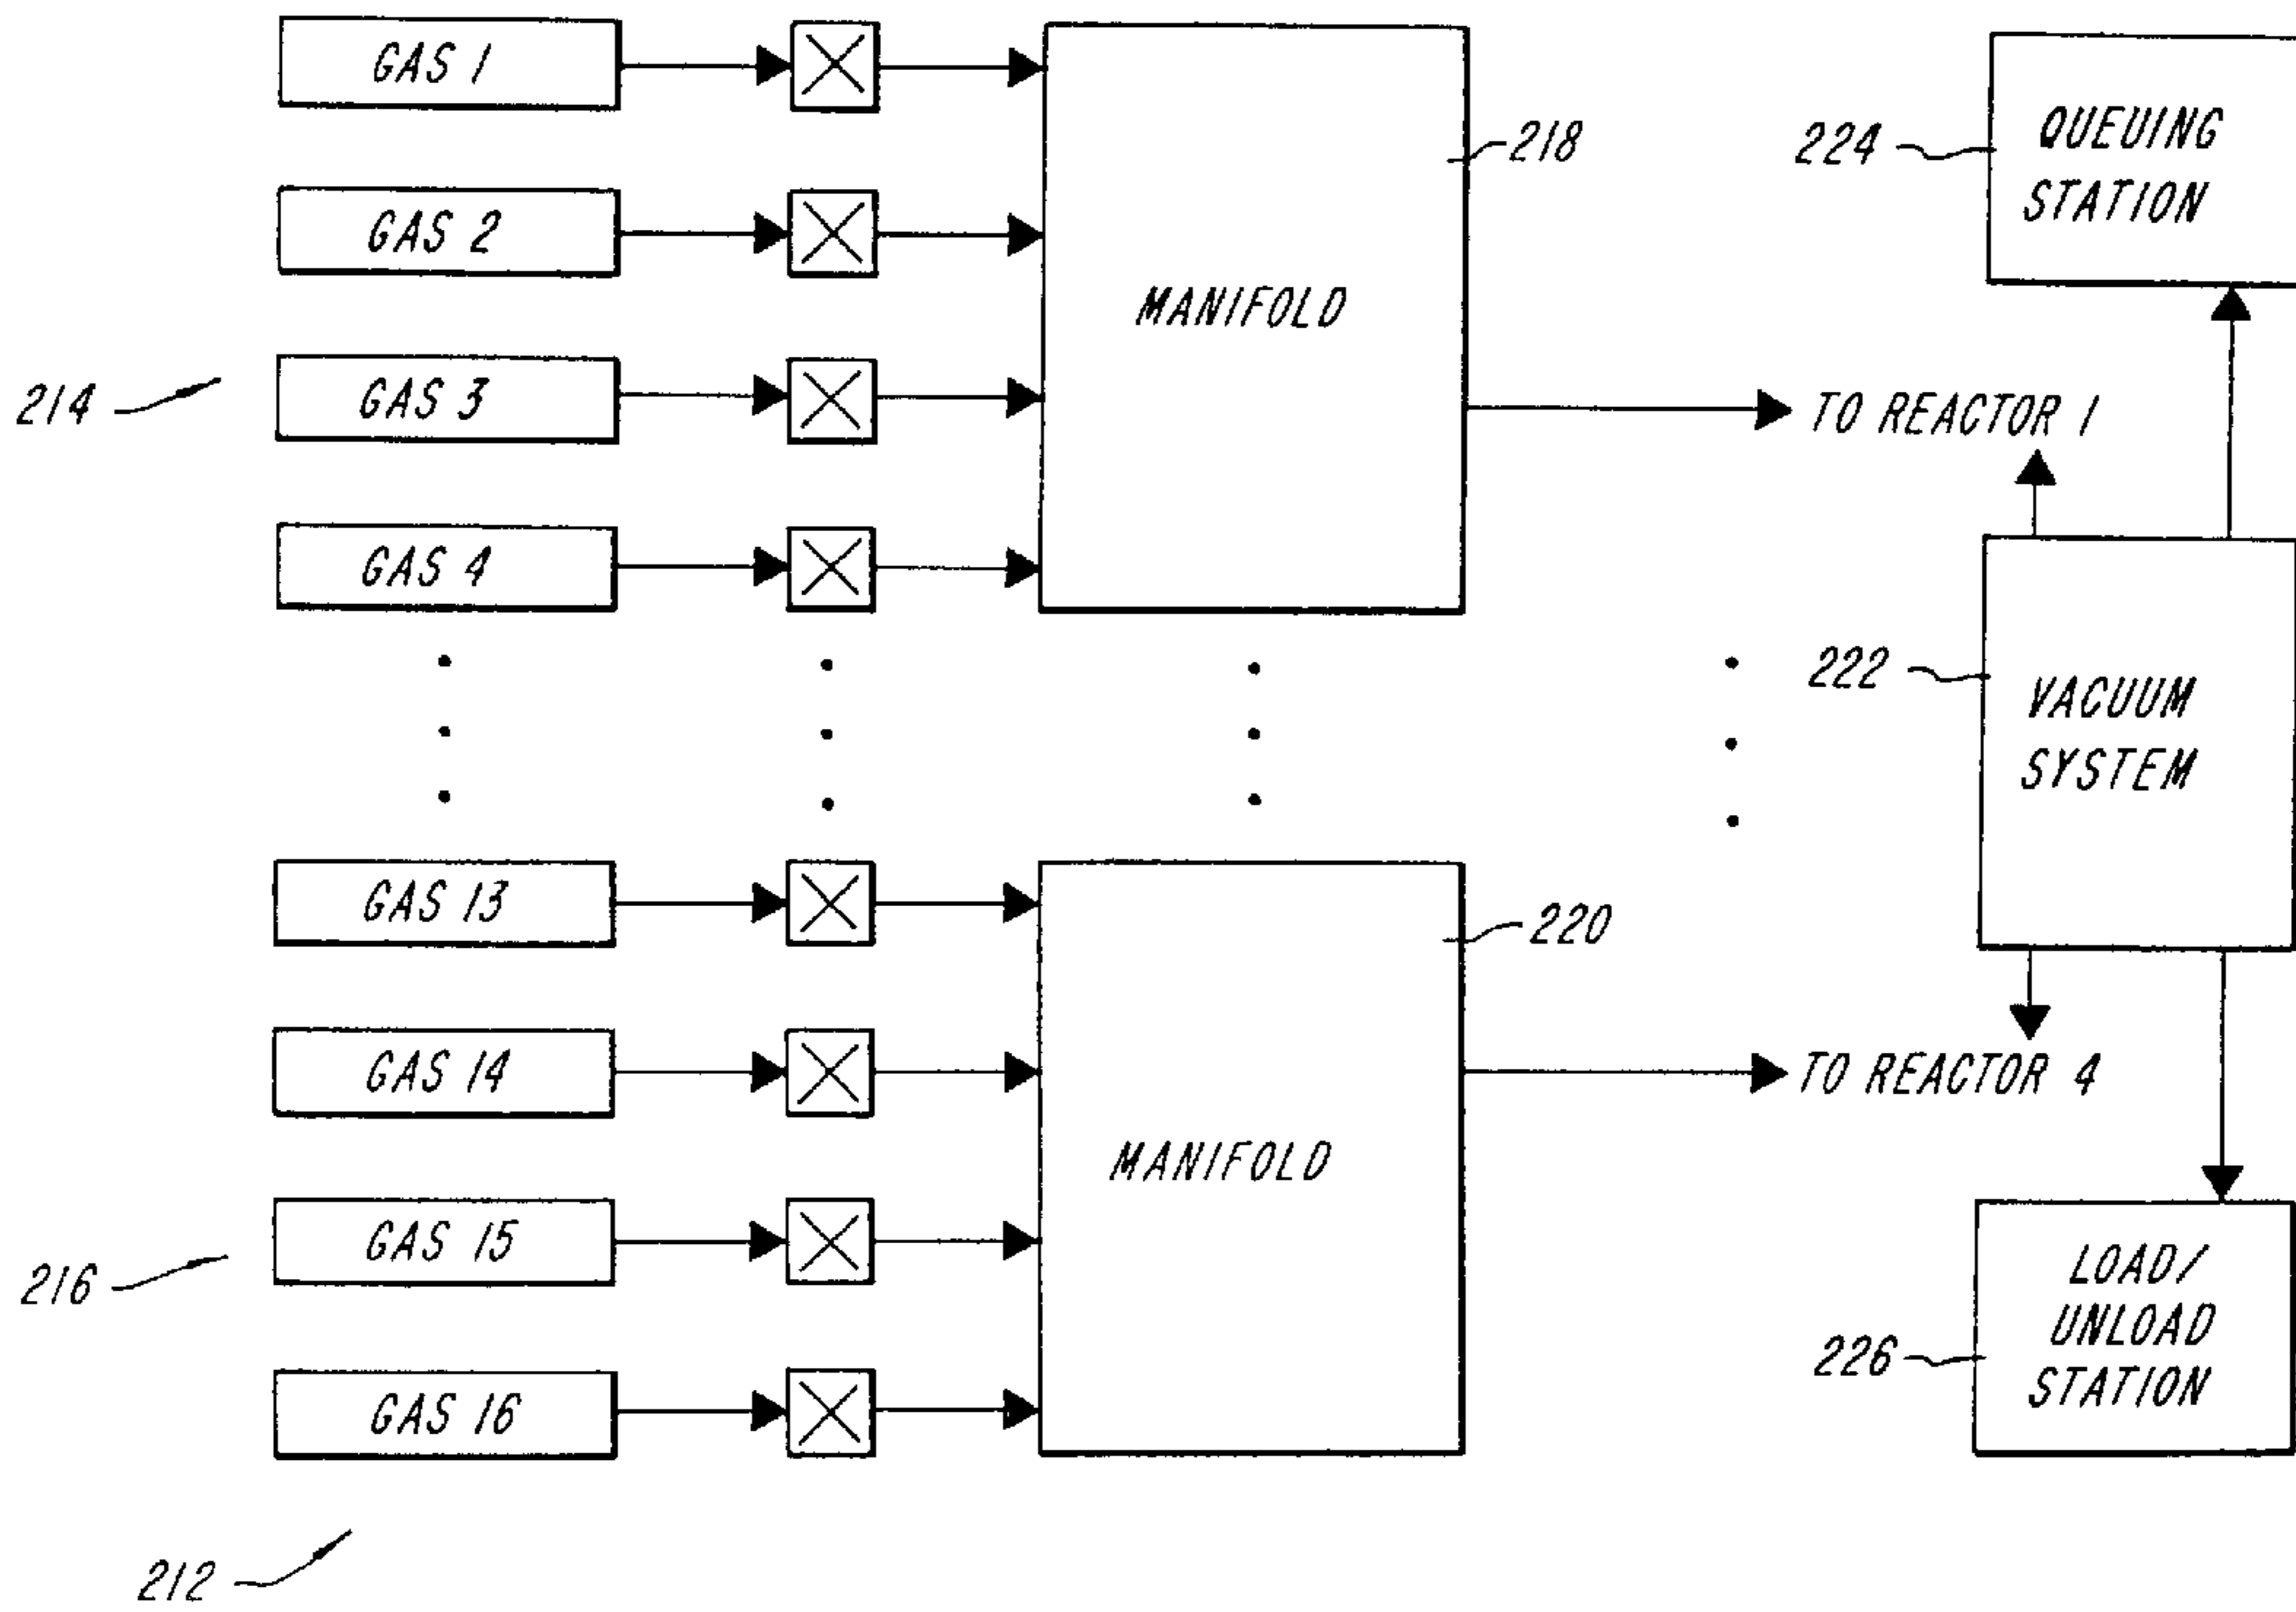 GAS 1
GAS 2
GAS 3
GAS 4
214
MANIFOLD
218
TO REACTOR 1
224
QUEUING
STATION
222
VACUUM
SYSTEM
GAS 13
GAS 14
GAS 15
GAS 16
216
MANIFOLD
220
TO REACTOR 4
226
LOAD/
UNLOAD
STATION
212